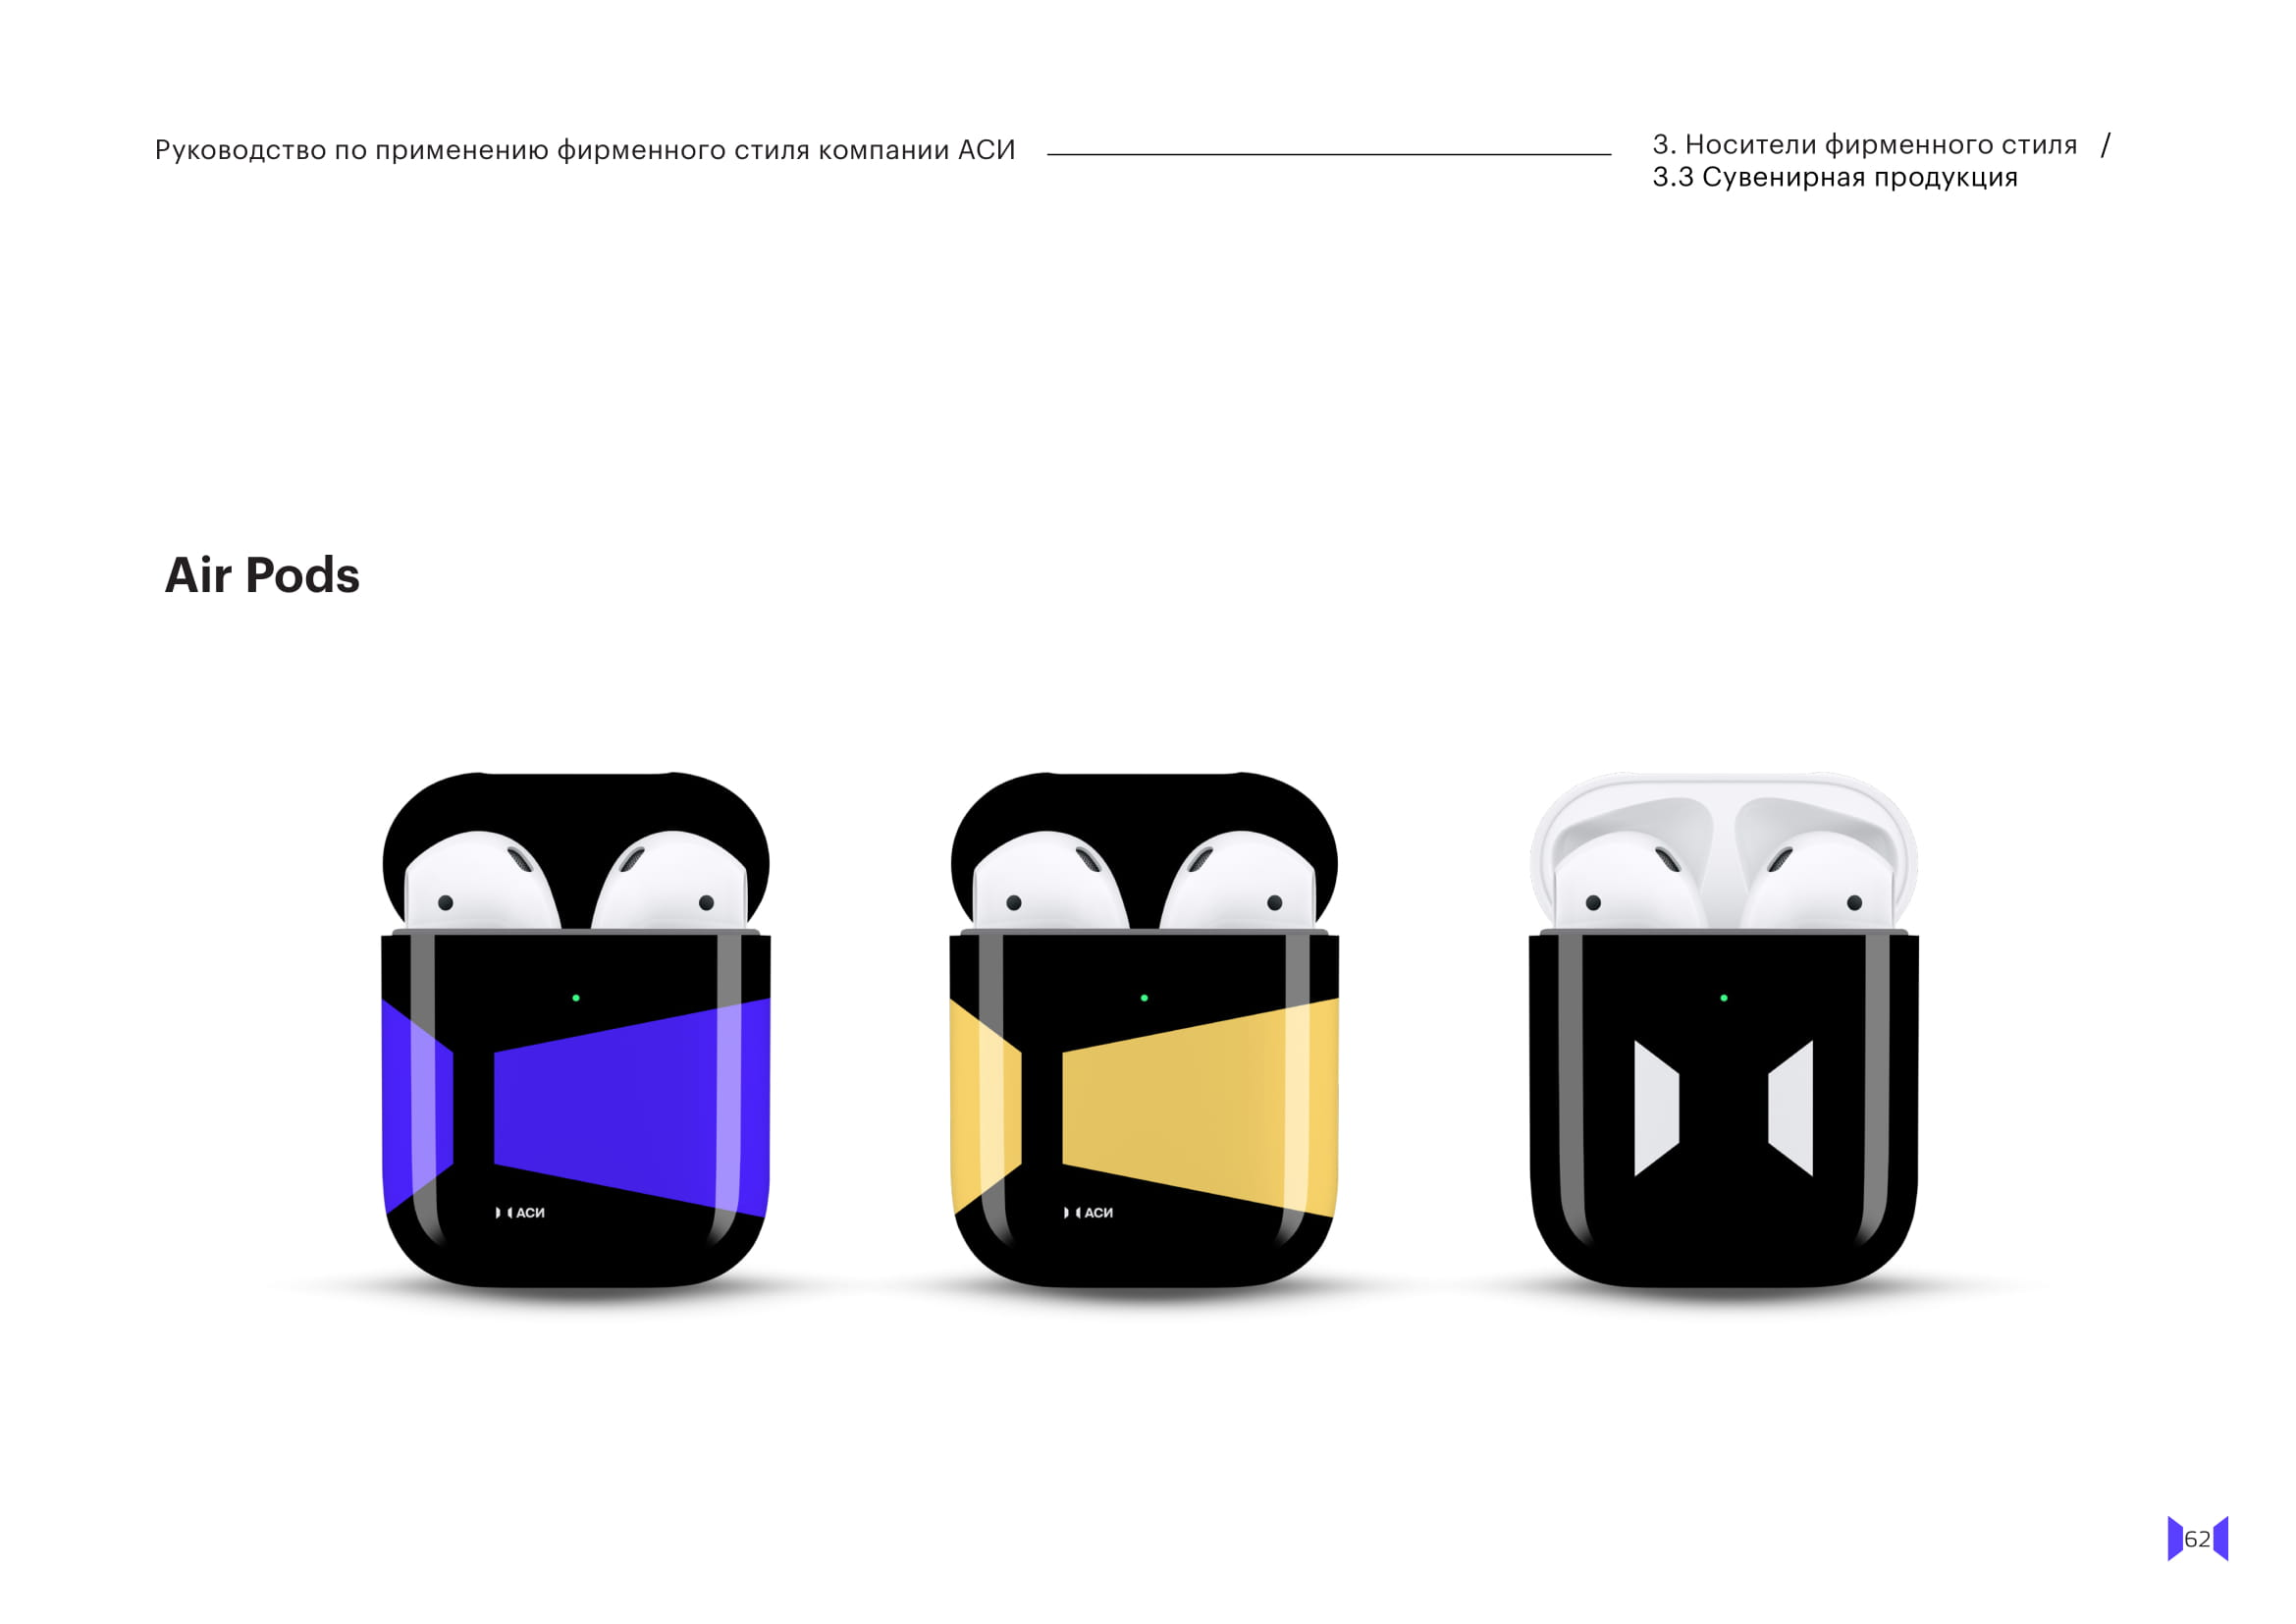 Руководство по применению фирменного стиля компании АСИ
3. Носители фирменного стиля /
3.3 Сувенирная продукция
Air Pods
АСИ
АСИ
62